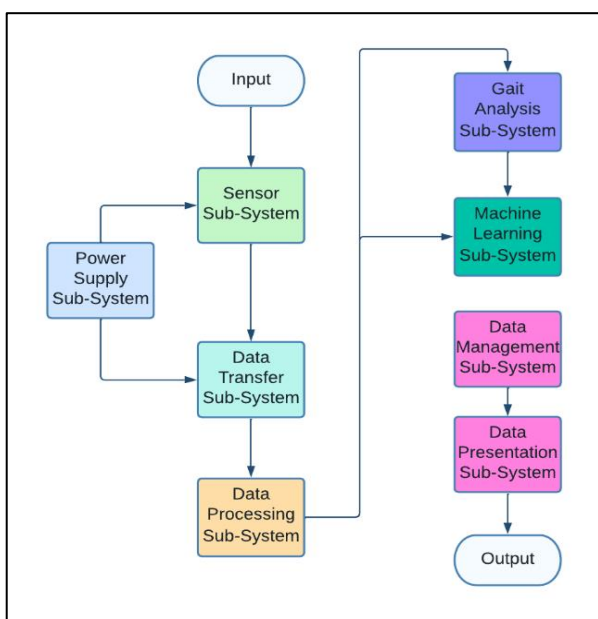 Input
Sensor
Sub-System
Power
Supply
Sub-System
Data
Transfer
Sub-System
Data
Processing
Sub-System
Gait
Analysis
Sub-System
Machine
Learning
Sub-System
Data
Management
Sub-System
Data
Presentation
Sub-System
Output